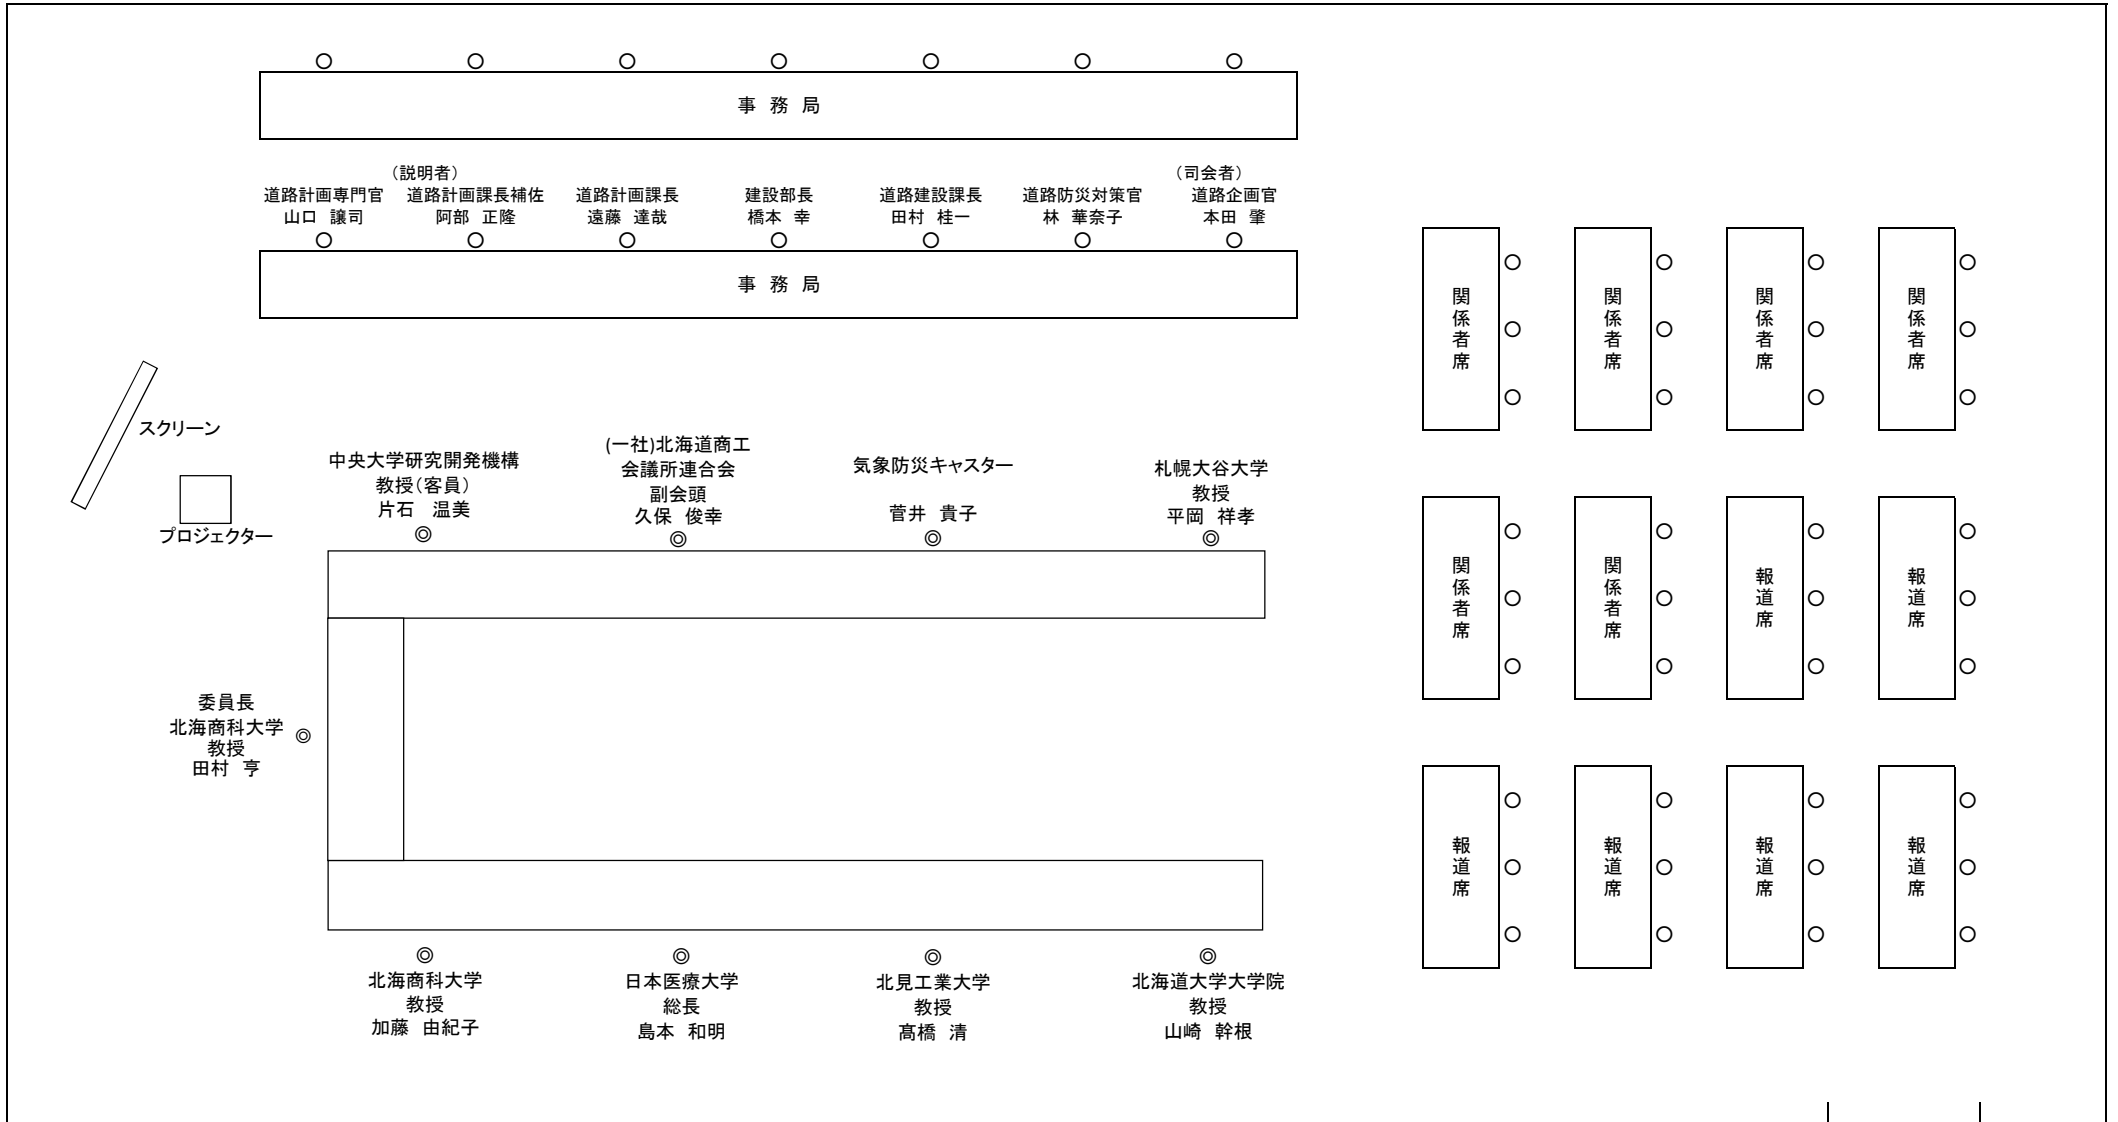 事 務 局
（説明者）
（司会者）
道路計画専門官
山口 譲司
道路計画課長補佐
阿部 正隆
道路計画課長
遠藤 達哉
建設部長
橋本 幸
道路建設課長
田村 桂一
道路防災対策官
林 華奈子
道路企画官
本田 肇
事 務 局
関係者席
関係者席
関係者席
関係者席
スクリーン
プロジェクター
中央大学研究開発機構
教授（客員）
片石 温美
(一社)北海道商工
会議所連合会
副会頭
久保 俊幸
気象防災キャスター
菅井 貴子
札幌大谷大学
教授
平岡 祥孝
関係者席
関係者席
報道席
報道席
委員長
北海商科大学
教授
田村 亨
報道席
報道席
報道席
報道席
北海商科大学
教授
加藤 由紀子
日本医療大学
総長
島本 和明
北見工業大学
教授
髙橋 清
北海道大学大学院
教授
山崎 幹根